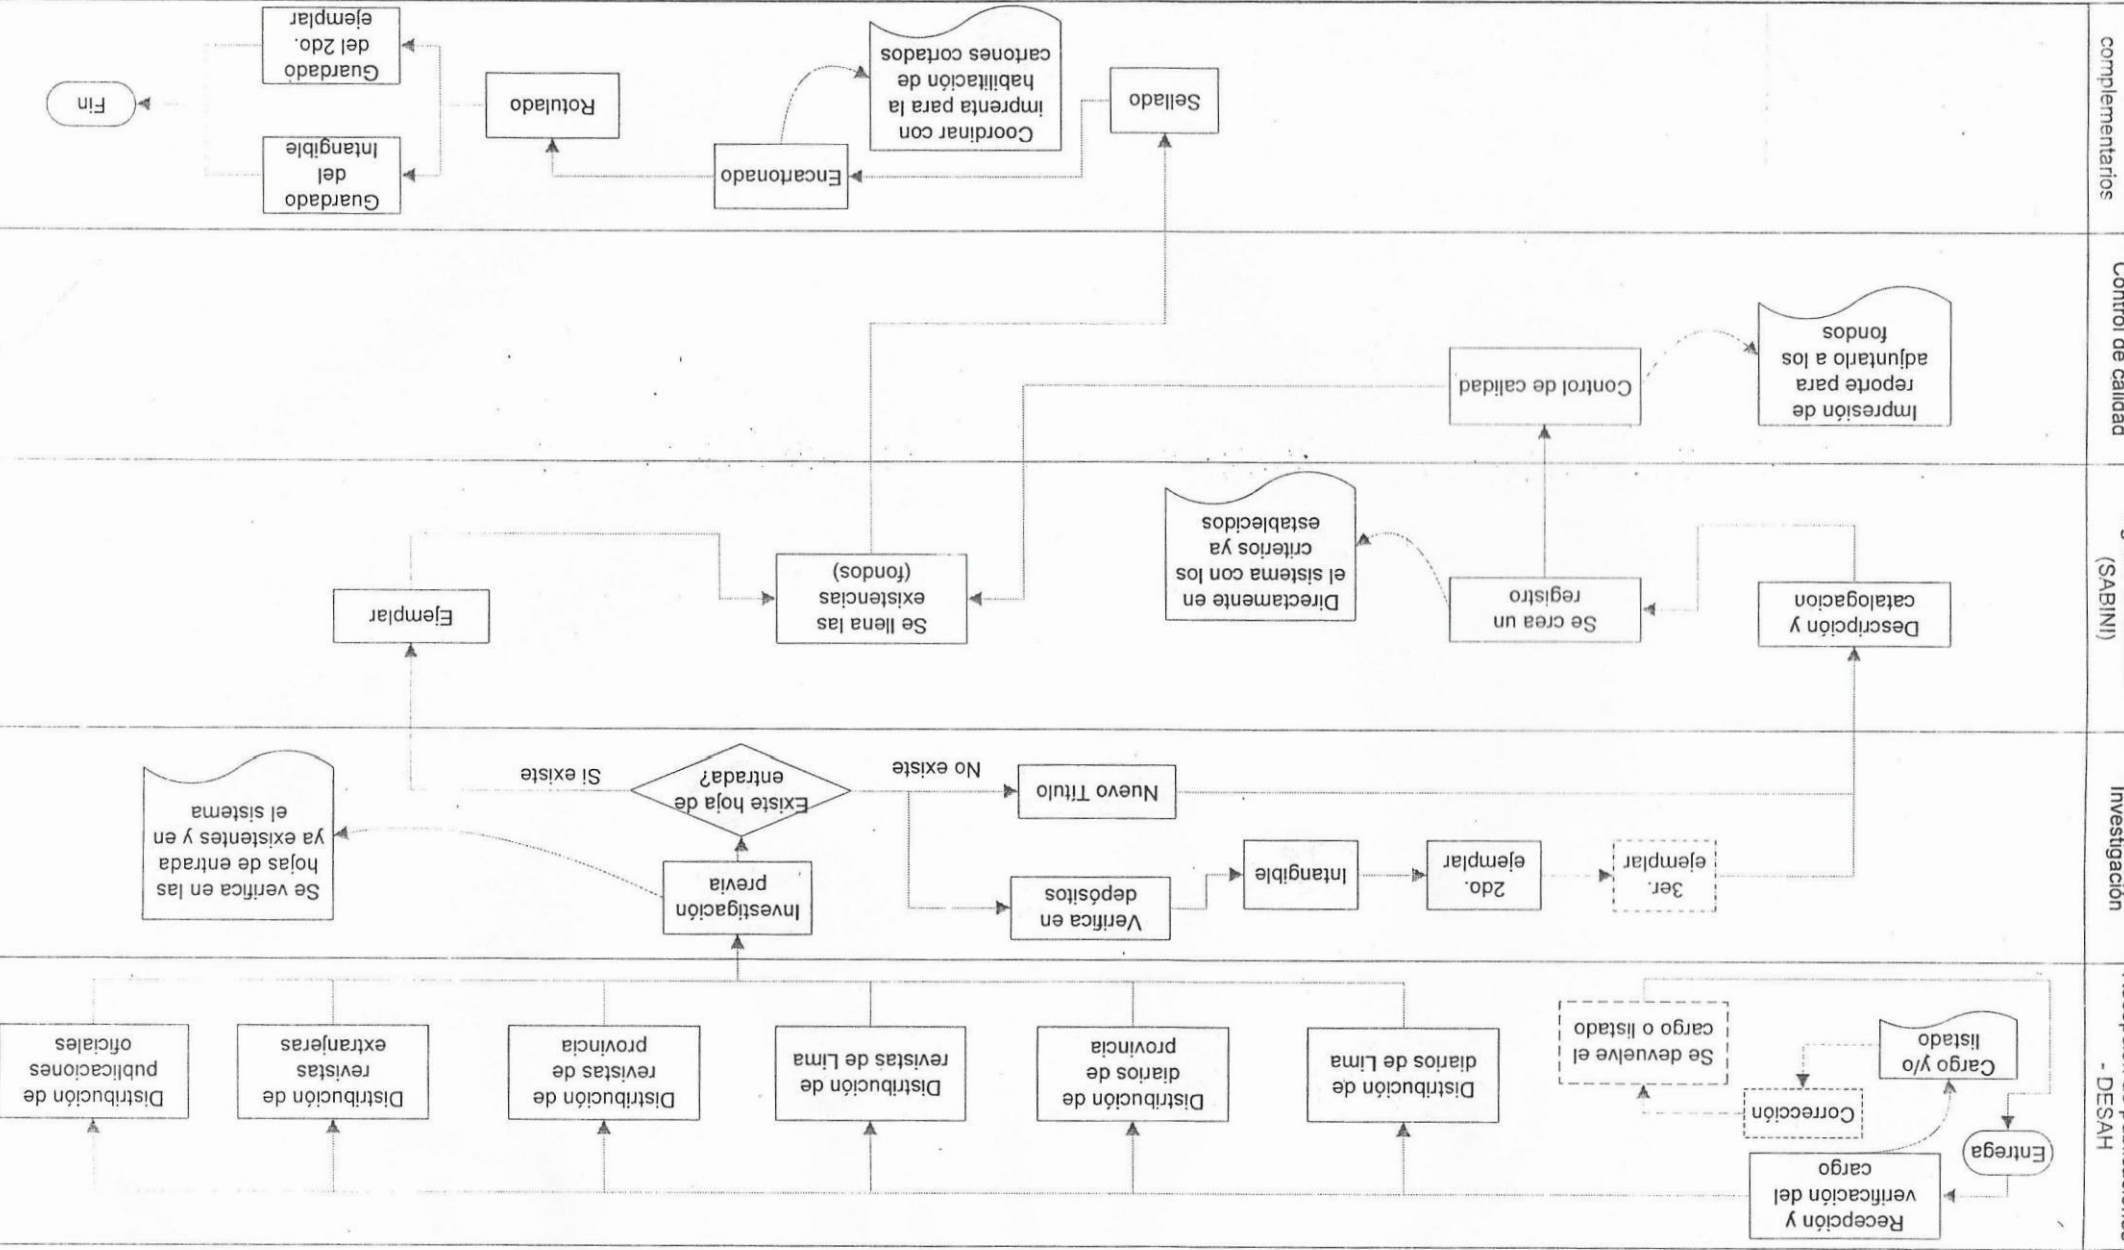 - DESAH
Entrega
Recepción y
verificación del
cargo
Cargo y/o
listado
Corrección
Se devuelve el
cargo o listado
Distribución de
diarios de Lima
Distribución de
diarios de
provincia
Distribución de
revistas de Lima
Distribución de
revistas de
provincia
Distribución de
revistas
extranjeras
Distribución de
publicaciones
oficiales
Investigación
3er.
ejemplar
2do.
ejemplar
Intangible
Verifica en
depósitos
Nuevo Título
No existe
Investigación
previa
Existe hoja de
entrada?
Si existe
Se verifica en las
hojas de entrada
ya existentes y en
el sistema
(SABINI)
Descripción y
catalogacion
Se crea un
registro
Directamente en
el sistema con los
criterios ya
establecidos
Se llena las
existencias
(fondos)
Ejemplar
Control de calidad
Impresión de
reporte para
adjuntarlo a los
fondos
Control de calidad
complementarios
Sellado
Encartonado
Coordinar con
imprenta para la
habilitación de
cartones cortados
Rotulado
Guardado
del
Intangible
Guardado
del 2do.
ejemplar
Fin